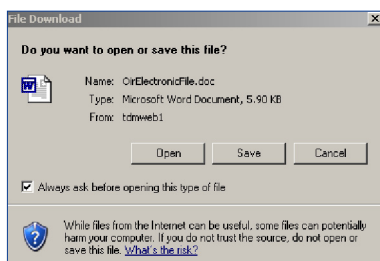 File Download
Do you want to open or save this file?
Name: OirElectronicFile.doc
Type: Microsoft Word Document, 5.90 KB
From: tdmweb1
Open Save Cancel
Always ask before opening this type of file
While files from the Internet can be useful, some files can potentially
harm your computer. If you do not trust the source, do not open or
save this file. What's the risk?